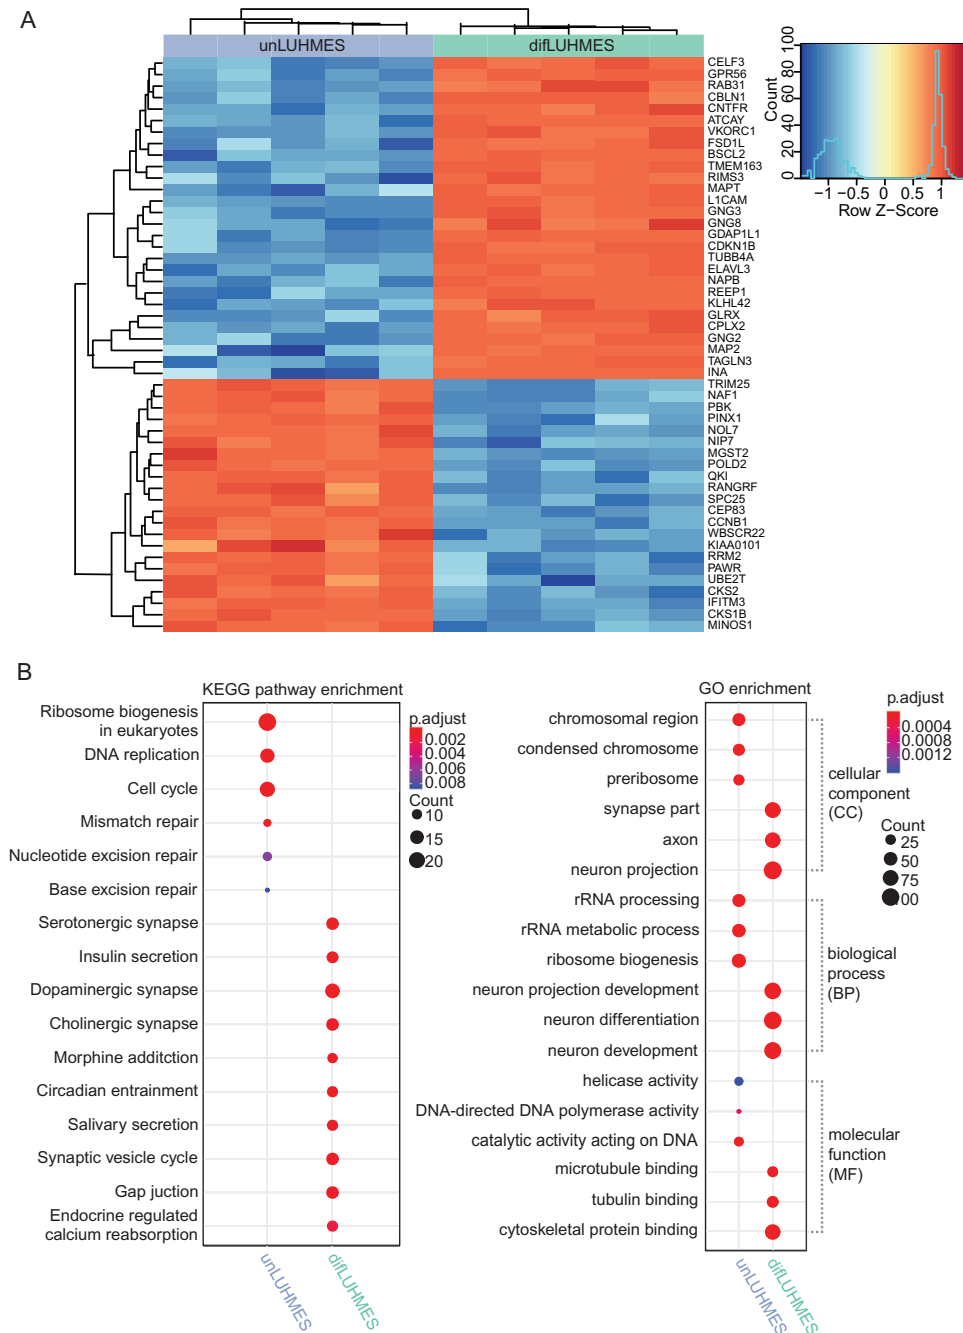 A
unLUHMES
difLUHMES
CELF3
GPR56
RAB31
CBLN1
CNTFR
ATCAY
VKORC1
FSD1L
BSCL2
TMEM163
RIMS3
MAPT
L1CAM
GNG3
GNG8
GDAP1L1
CDKN1B
TUBB4A
ELAVL3
NAPB
REEP1
KLHL42
GLRX
CPLX2
GNG2
MAP2
TAGLN3
INA
TRIM25
NAF1
PBK
PINX1
NOL7
NIP7
MGST2
POLD2
QKI
RANGRF
SPC25
CEP83
CCNB1
WBSCR22
KIAA0101
RRM2
PAWR
UBE2T
CKS2
IFITM3
CKS1B
MINOS1
Count
0 20 40 60 80 100
−1 −0.5 0 0.5 1
Row Z−Score
B
KEGG pathway enrichment
Ribosome biogenesis
in eukaryotes
DNA replication
Cell cycle
Mismatch repair
Nucleotide excision repair
Base excision repair
Serotonergic synapse
Insulin secretion
Dopaminergic synapse
Cholinergic synapse
Morphine additction
Circadian entrainment
Salivary secretion
Synaptic vesicle cycle
Gap juction
Endocrine regulated
calcium reabsorption
unLUHMES
difLUHMES
p.adjust
0.002
0.004
0.006
0.008
Count
10
15
20
GO enrichment
chromosomal region
condensed chromosome
preribosome
synapse part
axon
neuron projection
rRNA processing
rRNA metabolic process
ribosome biogenesis
neuron projection development
neuron differentiation
neuron development
helicase activity
DNA-directed DNA polymerase activity
catalytic activity acting on DNA
microtubule binding
tubulin binding
cytoskeletal protein binding
unLUHMES
difLUHMES
p.adjust
0.0004
0.0008
0.0012
cellular
component
(CC)
Count
25
50
75
00
biological
process
(BP)
molecular
function
(MF)